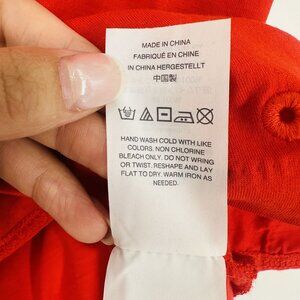 MADE IN CHINA
FABRIQUÉ EN CHINE
IN CHINA HERGESTELLT
中国製
HAND WASH COLD WITH LIKE
COLORS. NON CHLORINE
BLEACH ONLY. DO NOT WRING
OR TWIST. RESHAPE AND LAY
FLAT TO DRY. WARM IRON AS
NEEDED.